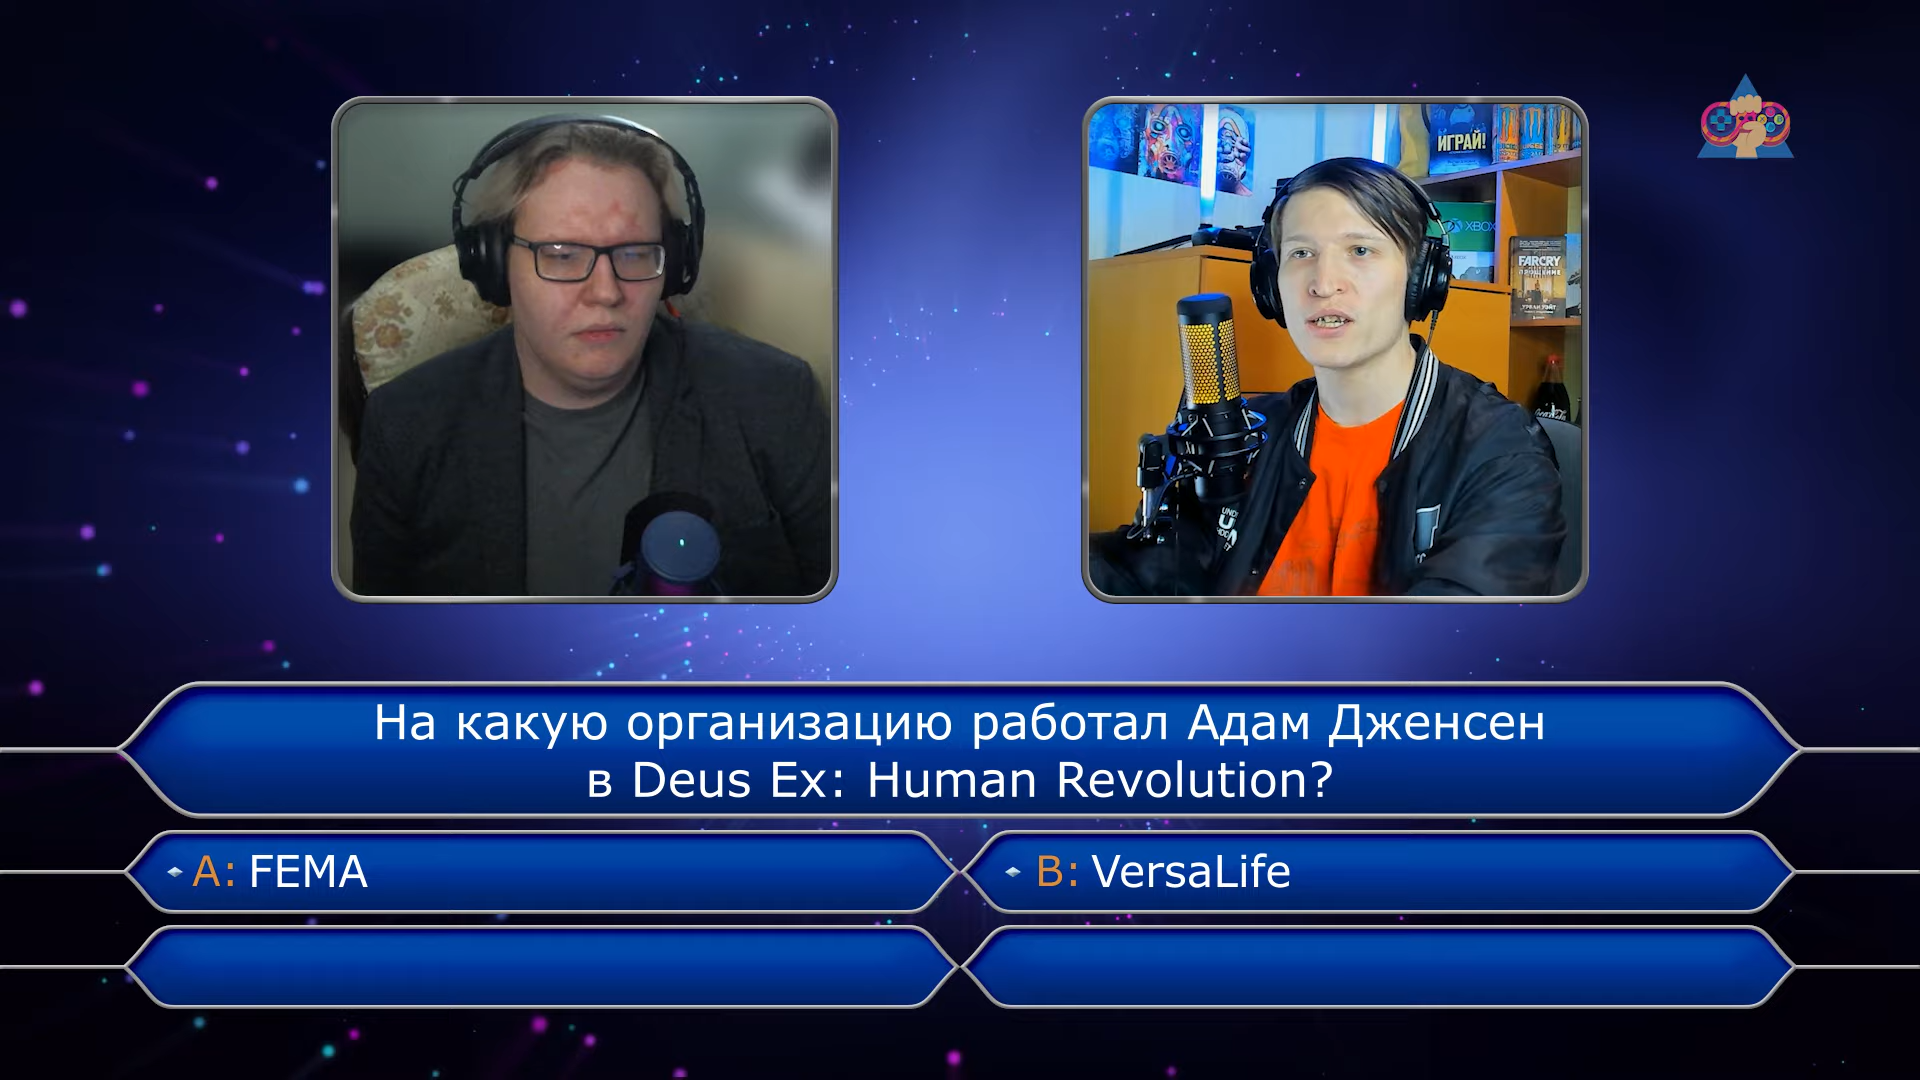 ИГРАЙ!
XBOX
FARCRY
На какую организацию работал Адам Дженсен
в Deus Ex: Human Revolution?
A: FEMA
B: VersaLife